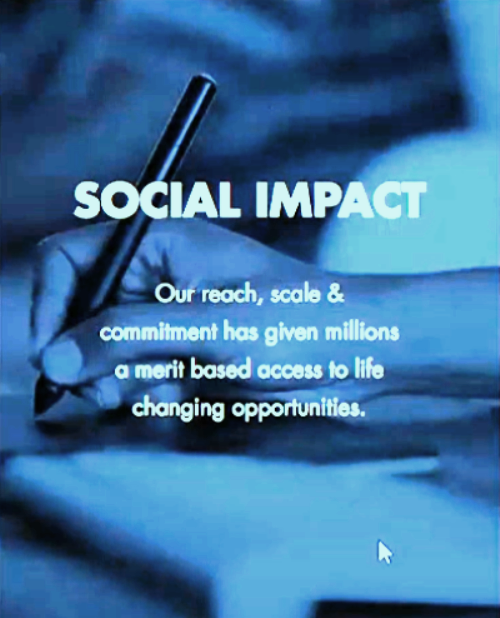 SOCIAL IMPACT
Our reach, scale &
commitment has given millions
a merit based access to life
changing opportunities.